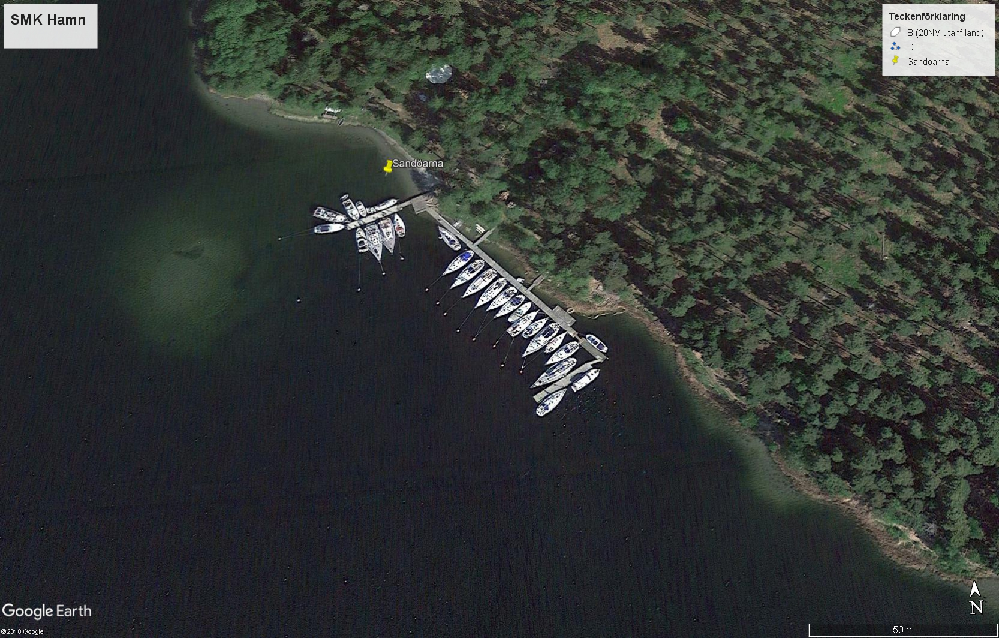 SMK Hamn
Teckenförklaring
B (20NM utanf land)
D
Sandöarna
Sandöarna
Google Earth
©2018 Google
N
50 m